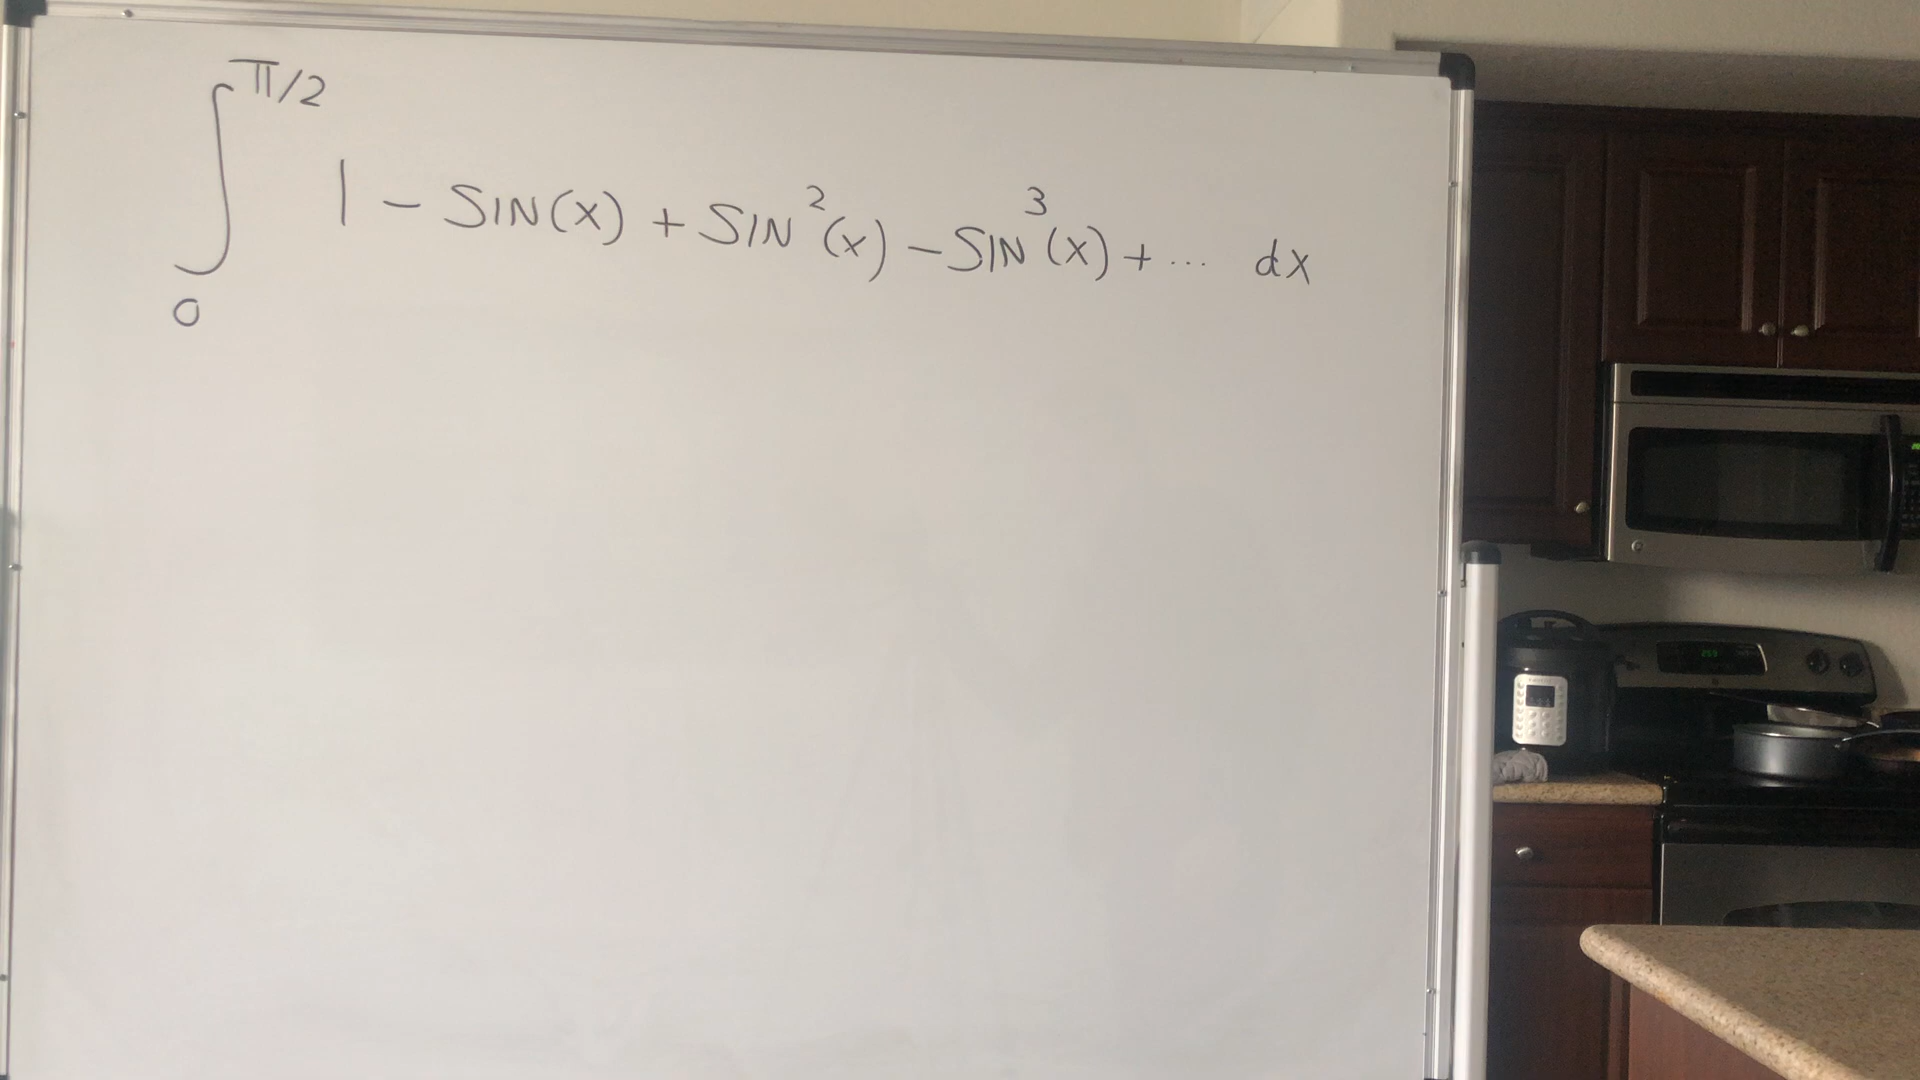 ∫₀^π/2 1 - SIN(x) + SIN²(x) - SIN³(x) + ... dx